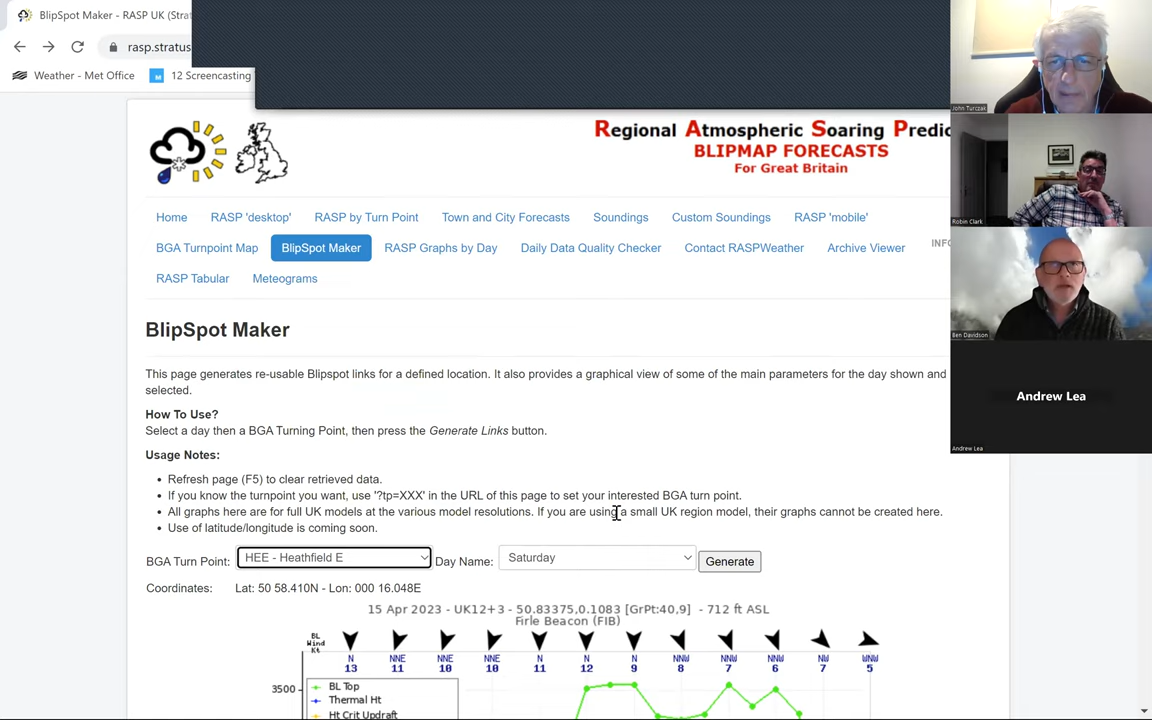 BlipSpot Maker - RASP UK (Strat
rasp.stratus
Weather - Met Office
12 Screencasting
Regional Atmospheric Soaring Predic
BLIPMAP FORECASTS
For Great Britain
Home RASP 'desktop' RASP by Turn Point Town and City Forecasts Soundings Custom Soundings RASP 'mobile'
BGA Turnpoint Map BlipSpot Maker RASP Graphs by Day Daily Data Quality Checker Contact RASPWeather Archive Viewer INFO
RASP Tabular Meteograms
BlipSpot Maker
This page generates re-usable Blipspot links for a defined location. It also provides a graphical view of some of the main parameters for the day shown and
selected.
How To Use?
Select a day then a BGA Turning Point, then press the Generate Links button.
Usage Notes:
Refresh page (F5) to clear retrieved data.
If you know the turnpoint you want, use '?tp=XXX' in the URL of this page to set your interested BGA turn point.
All graphs here are for full UK models at the various model resolutions. If you are using a small UK region model, their graphs cannot be created here.
Use of latitude/longitude is coming soon.
BGA Turn Point: HEE - Heathfield E Day Name: Saturday Generate
Coordinates: Lat: 50 58.410N - Lon: 000 16.048E
15 Apr 2023 - UK12+3 - 50.83375,0.1083 [GrPt:40,9] - 712 ft ASL
Firle Beacon (FIB)
BL
Wind
Kt
N NNE NNE NNE N N N NNW NNW NNW NW WNW
13 11 10 10 11 12 9 8 7 6 7 5
3500
BL Top
Thermal Ht
Ht Crit Updraft
John Turczak
Robin Clark
Ben Davidson
Andrew Lea
Andrew Lea